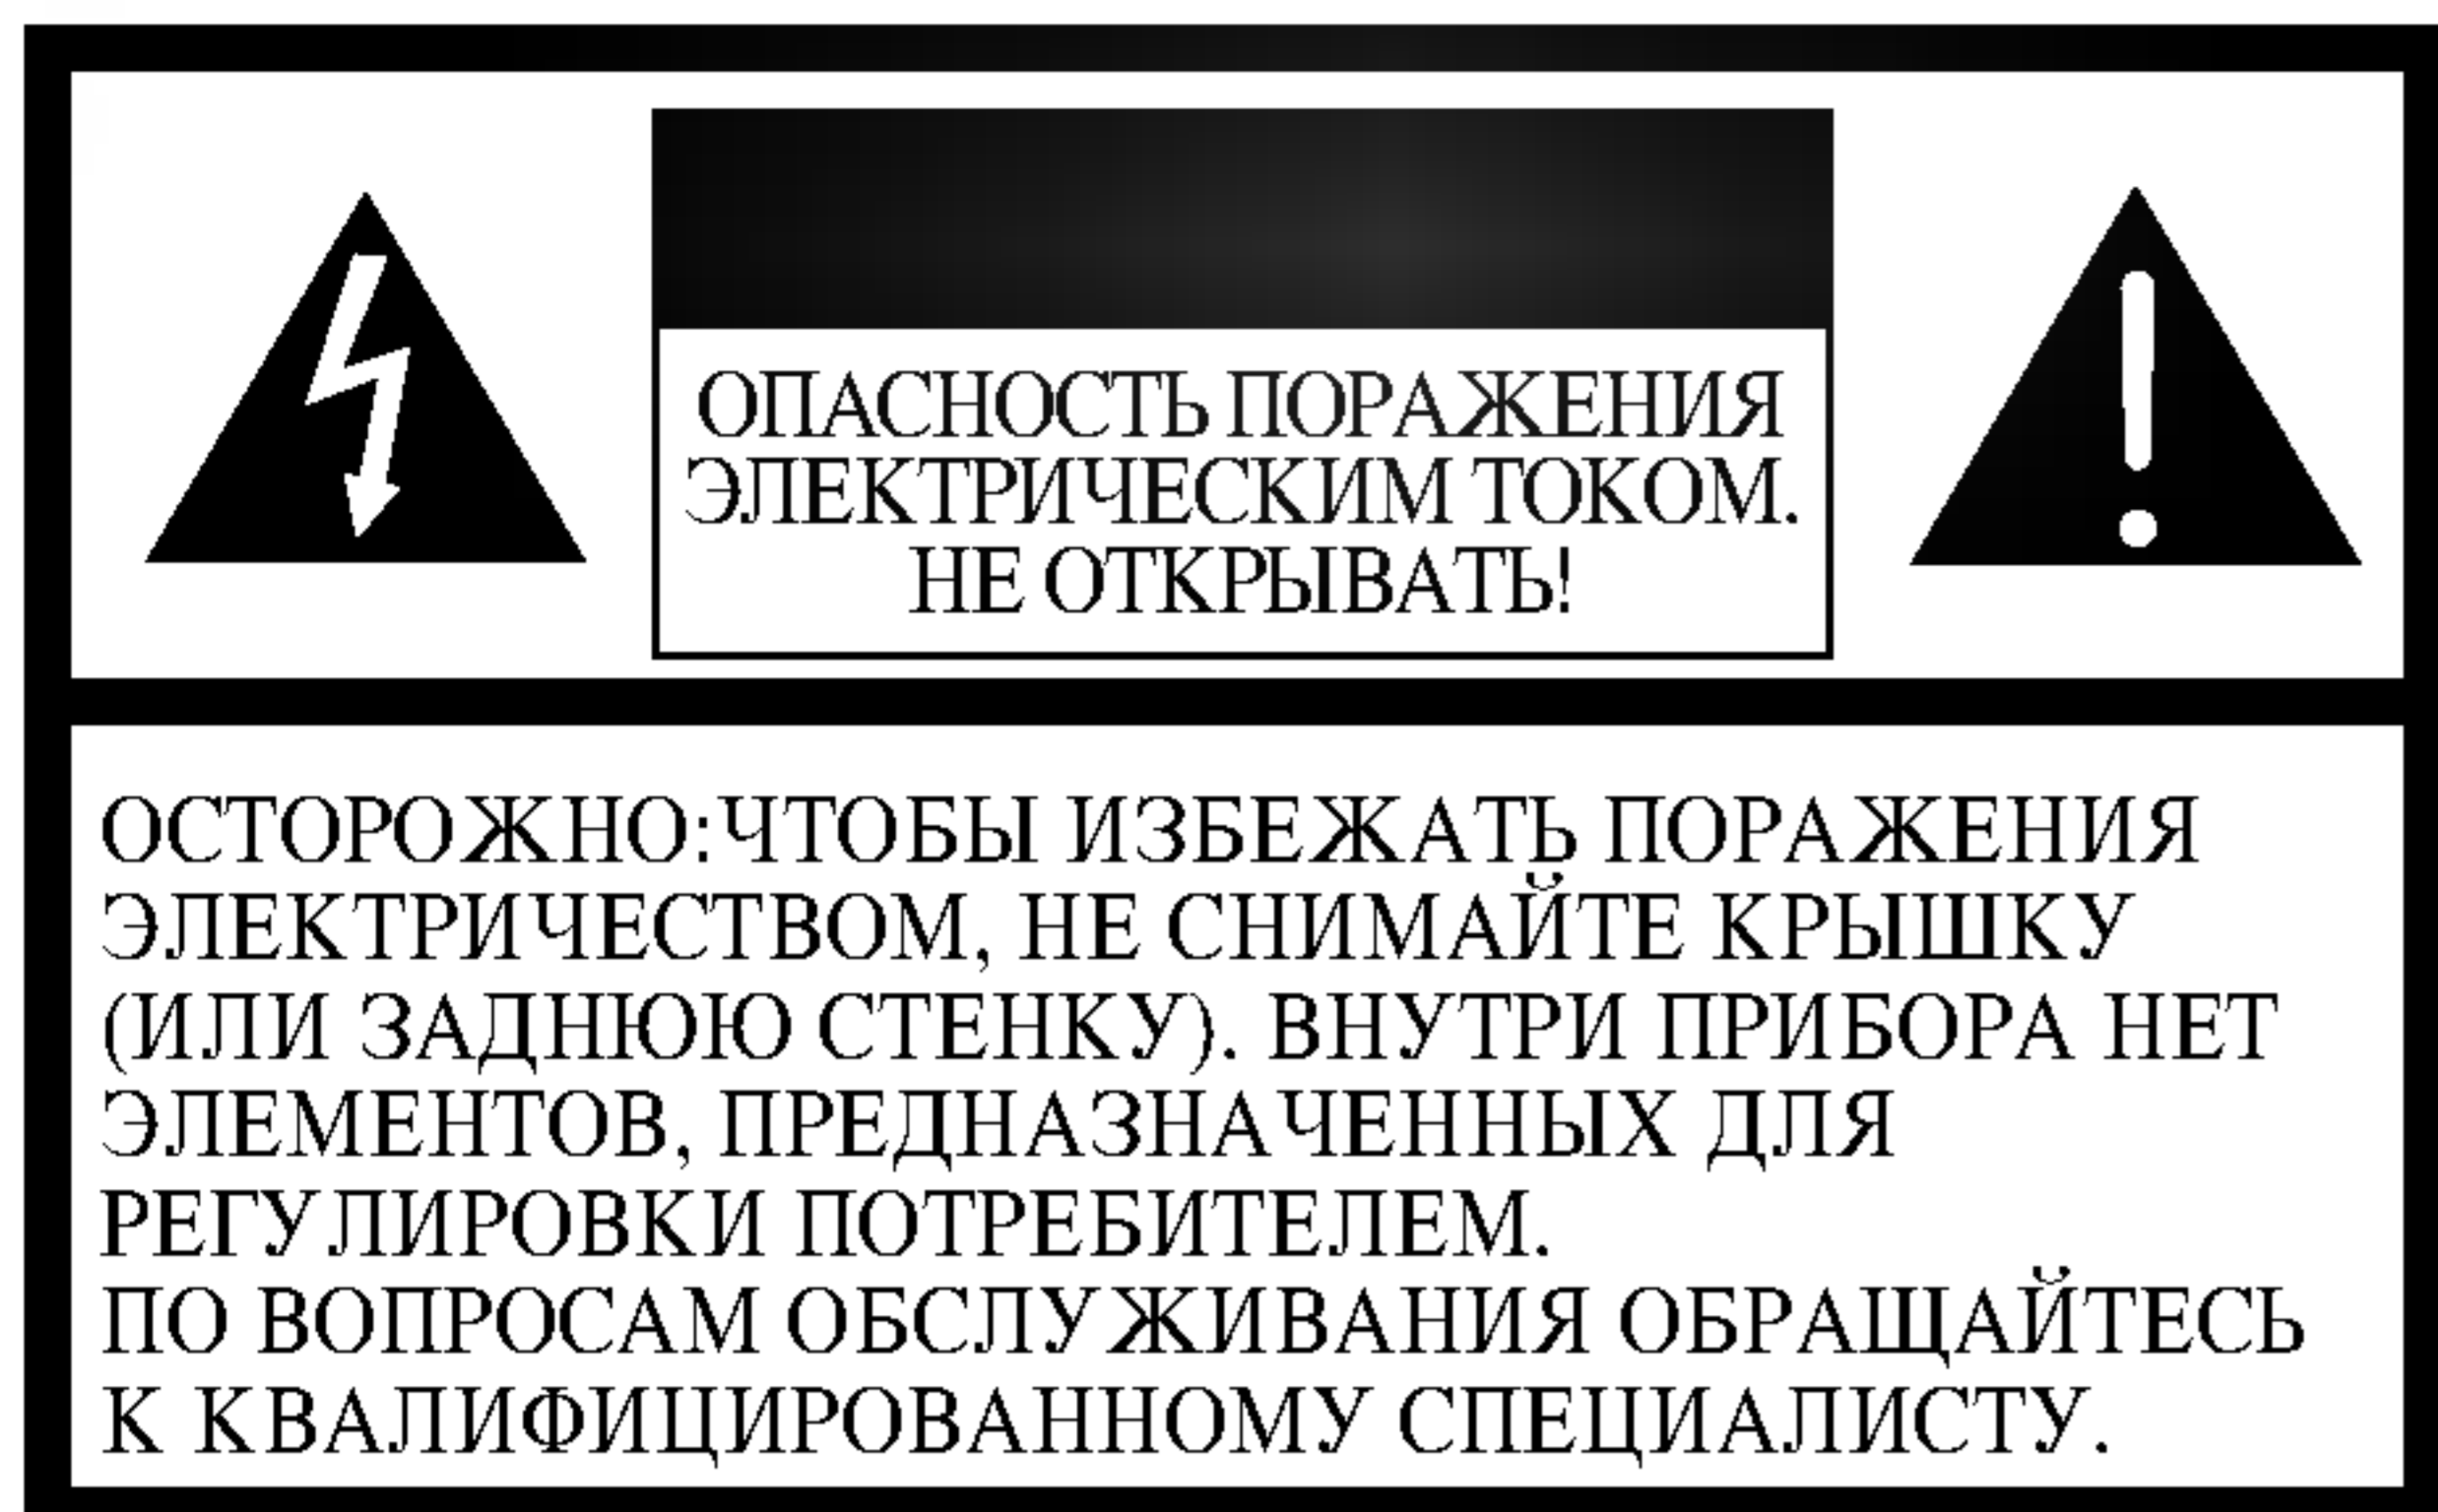 ОПАСНОСТЬ ПОРАЖЕНИЯ
ЭЛЕКТРИЧЕСКИМ ТОКОМ.
НЕ ОТКРЫВАТЬ!
ОСТОРОЖНО:ЧТОБЫ ИЗБЕЖАТЬ ПОРАЖЕНИЯ
ЭЛЕКТРИЧЕСТВОМ, НЕ СНИМАЙТЕ КРЫШКУ
(ИЛИ ЗАДНЮЮ СТЕНКУ). ВНУТРИ ПРИБОРА НЕТ
ЭЛЕМЕНТОВ, ПРЕДНАЗНАЧЕННЫХ ДЛЯ
РЕГУЛИРОВКИ ПОТРЕБИТЕЛЕМ.
ПО ВОПРОСАМ ОБСЛУЖИВАНИЯ ОБРАЩАЙТЕСЬ
К КВАЛИФИЦИРОВАННОМУ СПЕЦИАЛИСТУ.